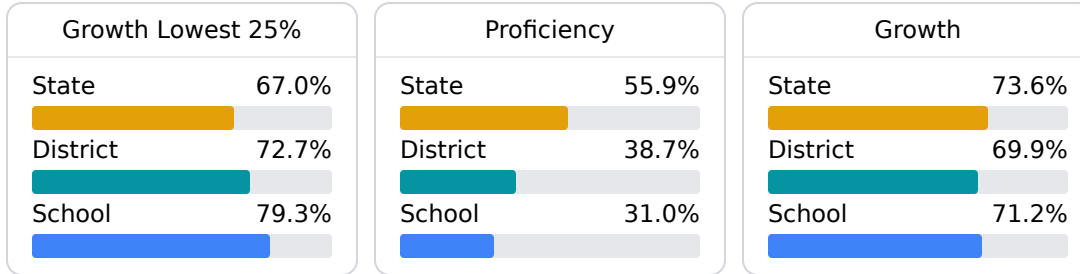 Growth Lowest 25%
State 67.0%
District 72.7%
School 79.3%
Proficiency
State 55.9%
District 38.7%
School 31.0%
Growth
State 73.6%
District 69.9%
School 71.2%